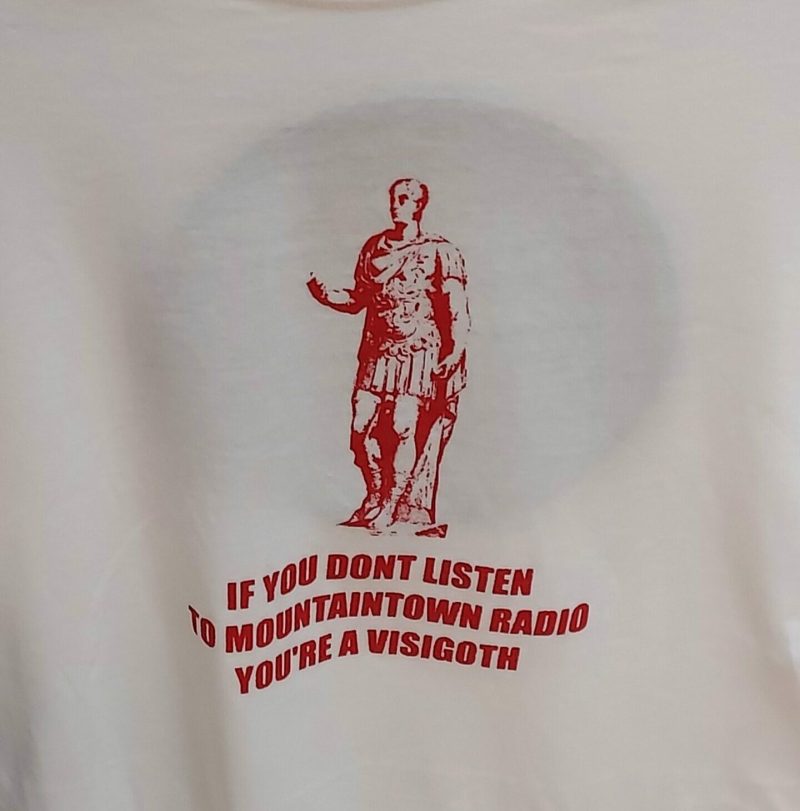 IF YOU DONT LISTEN
TO MOUNTAINTOWN RADIO
YOU'RE A VISIGOTH